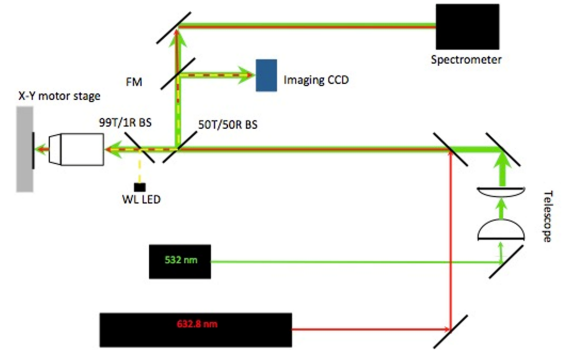 Spectrometer
FM
Imaging CCD
X-Y motor stage
99T/1R BS
50T/50R BS
WL LED
Telescope
532 nm
632.8 nm